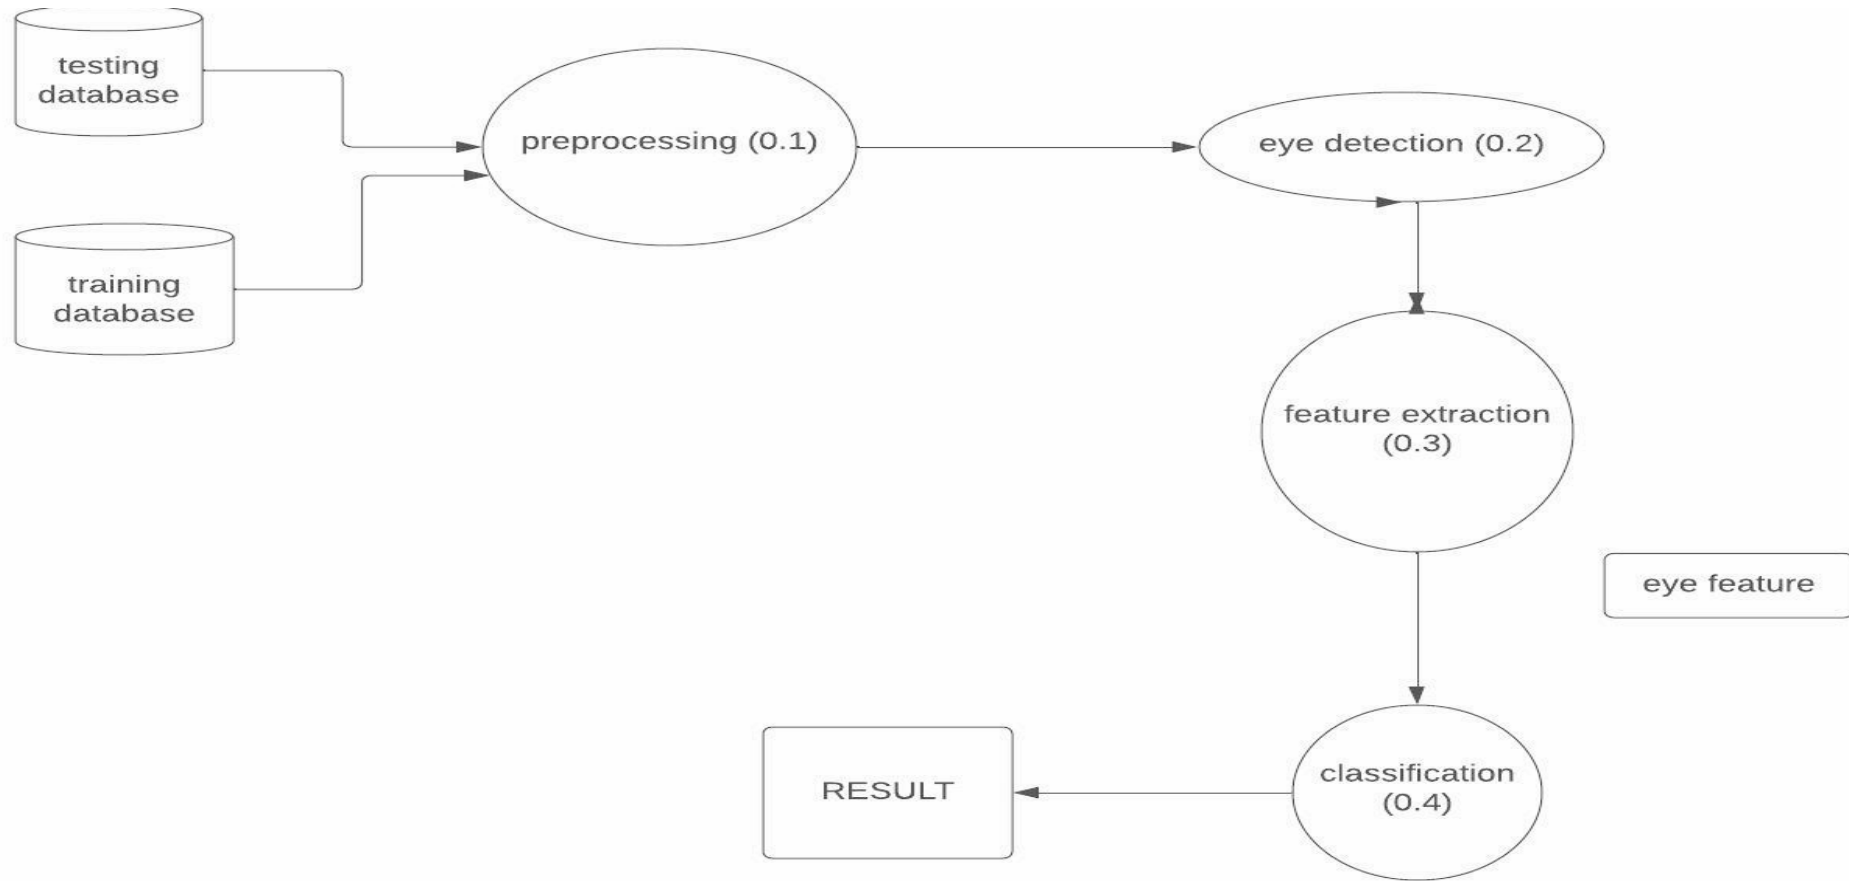 testing
database
preprocessing (0.1)
eye detection (0.2)
training
database
feature extraction
(0.3)
eye feature
classification
(0.4)
RESULT